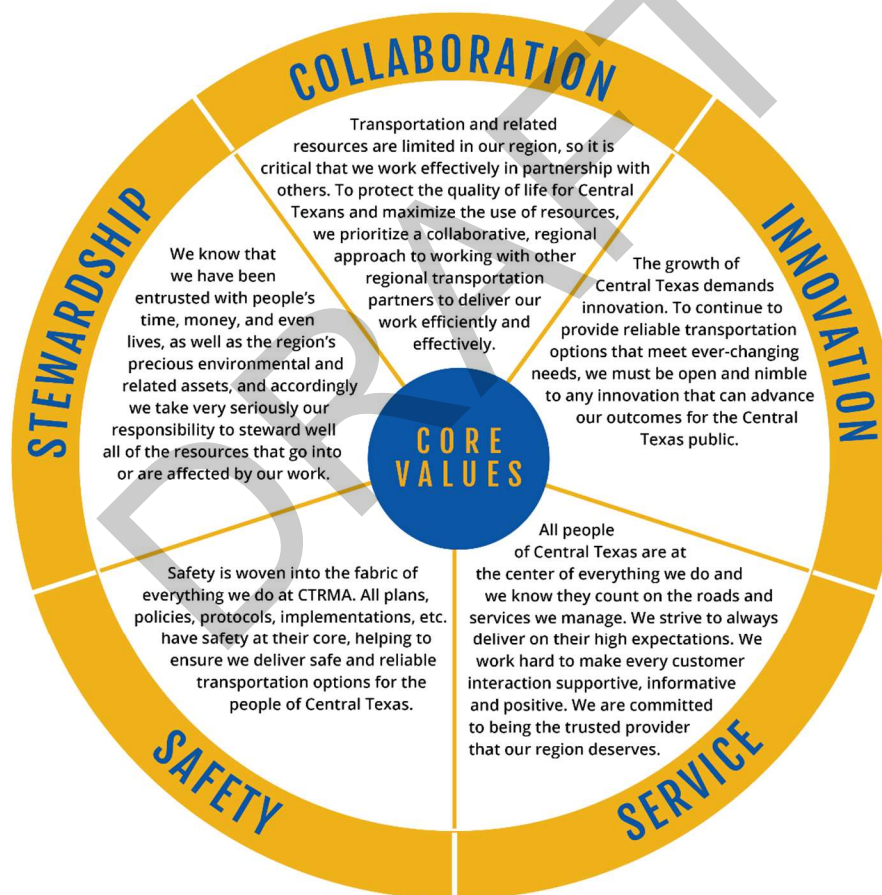 COLLABORATION
Transportation and related
resources are limited in our region, so it is
critical that we work effectively in partnership with
others. To protect the quality of life for Central
Texans and maximize the use of resources,
we prioritize a collaborative, regional
approach to working with other
regional transportation
partners to deliver our
work efficiently and
effectively.
INNOVATION
The growth of
Central Texas demands
innovation. To continue to
provide reliable transportation
options that meet ever-changing
needs, we must be open and nimble
to any innovation that can advance
our outcomes for the Central
Texas public.
SERVICE
All people
of Central Texas are at
the center of everything we do and
we know they count on the roads and
services we manage. We strive to always
deliver on their high expectations. We
work hard to make every customer
interaction supportive, informative
and positive. We are committed
to being the trusted provider
that our region deserves.
SAFETY
Safety is woven into the fabric of
everything we do at CTRMA. All plans,
policies, protocols, implementations, etc.
have safety at their core, helping to
ensure we deliver safe and reliable
transportation options for the
people of Central Texas.
STEWARDSHIP
We know that
we have been
entrusted with people's
time, money, and even
lives, as well as the region's
precious environmental and
related assets, and accordingly
we take very seriously our
responsibility to steward well
all of the resources that go into
or are affected by our work.
CORE
VALUES
DRAFT